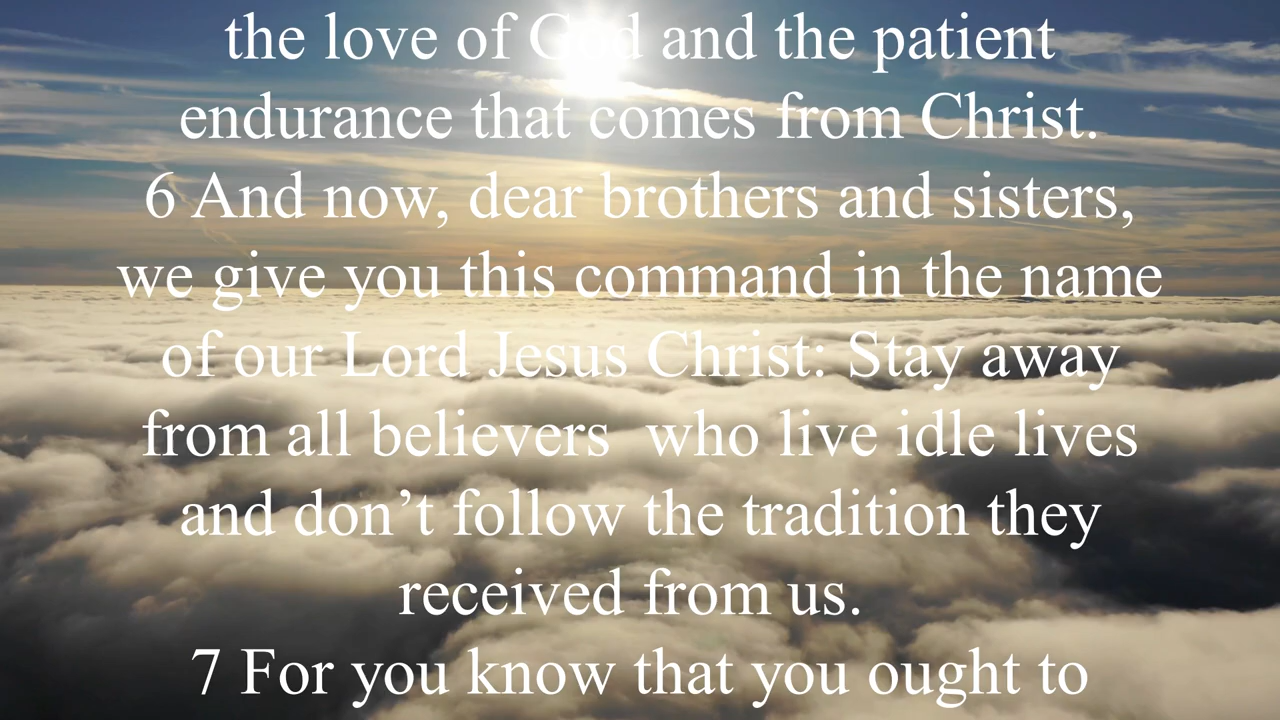 the love of God and the patient
endurance that comes from Christ.
6 And now, dear brothers and sisters,
we give you this command in the name
of our Lord Jesus Christ: Stay away
from all believers  who live idle lives
and don’t follow the tradition they
received from us.
7 For you know that you ought to